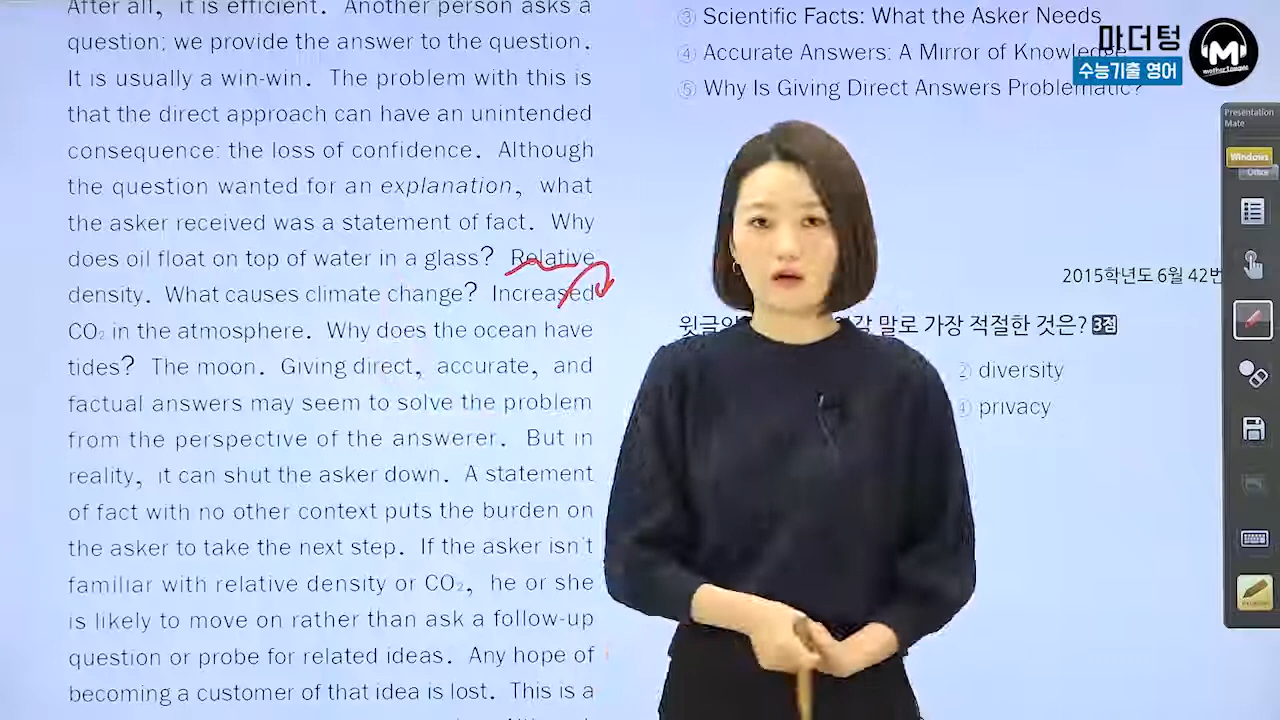 After all, it is efficient. Another person asks a
question; we provide the answer to the question.
It is usually a win-win. The problem with this is
that the direct approach can have an unintended
consequence: the loss of confidence. Although
the question wanted for an explanation, what
the asker received was a statement of fact. Why
does oil float on top of water in a glass? Relative
density. What causes climate change? Increased
CO₂ in the atmosphere. Why does the ocean have
tides? The moon. Giving direct, accurate, and
factual answers may seem to solve the problem
from the perspective of the answerer. But in
reality, it can shut the asker down. A statement
of fact with no other context puts the burden on
the asker to take the next step. If the asker isn't
familiar with relative density or CO₂, he or she
is likely to move on rather than ask a follow-up
question or probe for related ideas. Any hope of
becoming a customer of that idea is lost. This is a
③ Scientific Facts: What the Asker Needs
④ Accurate Answers: A Mirror of Knowledge
⑤ Why Is Giving Direct Answers Problematic?
2015학년도 6월 42번
말로 가장 적절한 것은? 3점
② diversity
④ privacy
마더텅
수능기출 영어
M
Presentation
Mate
Windows
Office